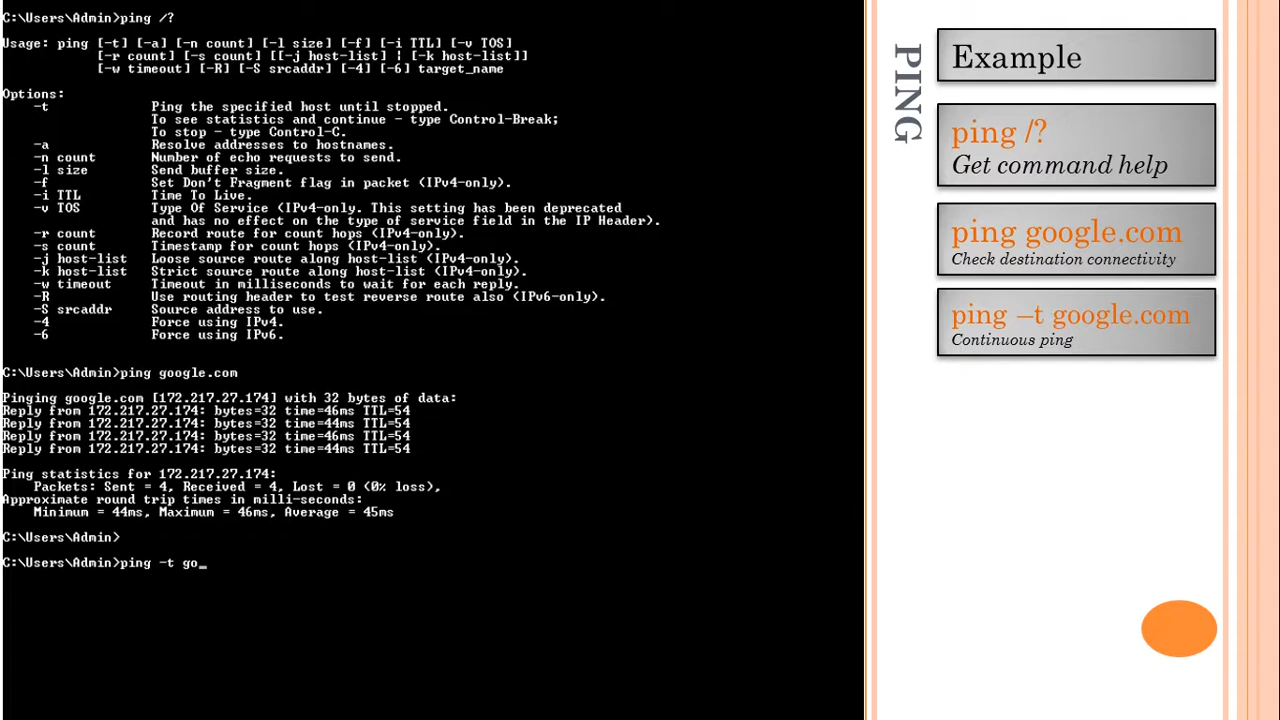 C:\Users\Admin>ping /?
Usage: ping [-t] [-a] [-n count] [-l size] [-f] [-i TTL] [-v TOS]
[-r count] [-s count] [[-j host-list] | [-k host-list]]
[-w timeout] [-R] [-S srcaddr] [-4] [-6] target_name
Options:
-t Ping the specified host until stopped.
To see statistics and continue - type Control-Break;
To stop - type Control-C.
-a Resolve addresses to hostnames.
-n count Number of echo requests to send.
-l size Send buffer size.
-f Set Don't Fragment flag in packet (IPv4-only).
-i TTL Time To Live.
-v TOS Type Of Service (IPv4-only. This setting has been deprecated
and has no effect on the type of service field in the IP Header).
-r count Record route for count hops (IPv4-only).
-s count Timestamp for count hops (IPv4-only).
-j host-list Loose source route along host-list (IPv4-only).
-k host-list Strict source route along host-list (IPv4-only).
-w timeout Timeout in milliseconds to wait for each reply.
-R Use routing header to test reverse route also (IPv6-only).
-S srcaddr Source address to use.
-4 Force using IPv4.
-6 Force using IPv6.
C:\Users\Admin>ping google.com
Pinging google.com [172.217.27.174] with 32 bytes of data:
Reply from 172.217.27.174: bytes=32 time=46ms TTL=54
Reply from 172.217.27.174: bytes=32 time=44ms TTL=54
Reply from 172.217.27.174: bytes=32 time=46ms TTL=54
Reply from 172.217.27.174: bytes=32 time=44ms TTL=54
Ping statistics for 172.217.27.174:
Packets: Sent = 4, Received = 4, Lost = 0 (0% loss),
Approximate round trip times in milli-seconds:
Minimum = 44ms, Maximum = 46ms, Average = 45ms
C:\Users\Admin>
C:\Users\Admin>ping -t go_
PING
Example
ping /?
Get command help
ping google.com
Check destination connectivity
ping –t google.com
Continuous ping